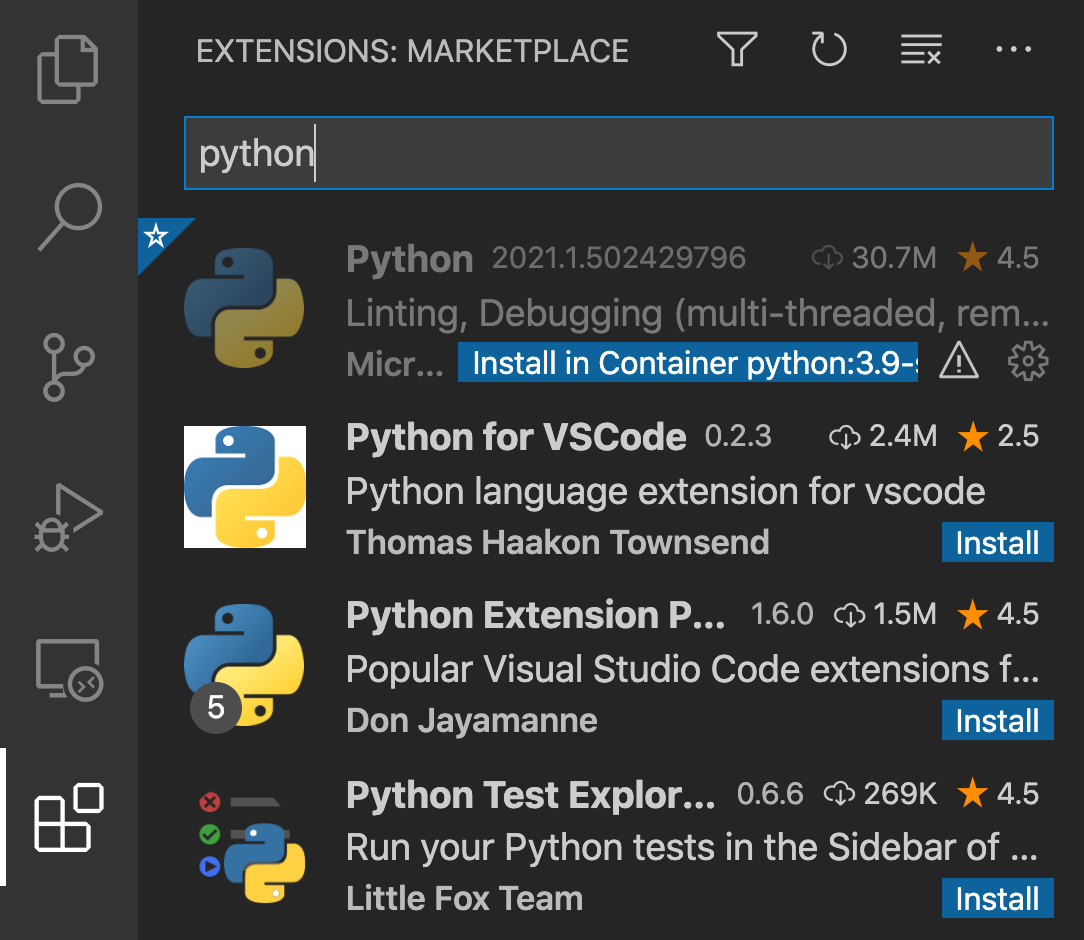 EXTENSIONS: MARKETPLACE
python
Python 2021.1.502429796 30.7M 4.5
Linting, Debugging (multi-threaded, rem...
Micr... Install in Container python:3.9-
Python for VSCode 0.2.3 2.4M 2.5
Python language extension for vscode
Thomas Haakon Townsend Install
Python Extension P... 1.6.0 1.5M 4.5
5
Popular Visual Studio Code extensions f...
Don Jayamanne Install
Python Test Explor... 0.6.6 269K 4.5
Run your Python tests in the Sidebar of ...
Little Fox Team Install